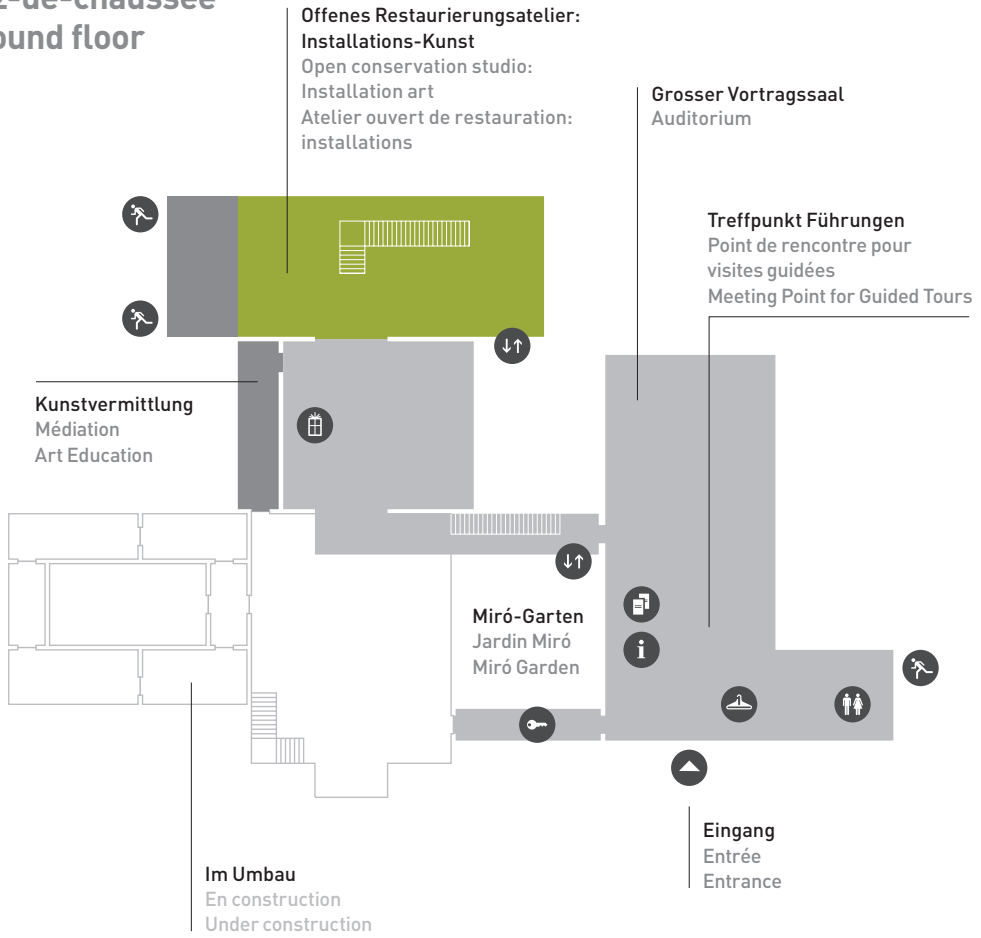 z-de-chaussée
ound floor
Offenes Restaurierungsatelier:
Installations-Kunst
Open conservation studio:
Installation art
Atelier ouvert de restauration:
installations
Grosser Vortragssaal
Auditorium
Treffpunkt Führungen
Point de rencontre pour
visites guidées
Meeting Point for Guided Tours
Kunstvermittlung
Médiation
Art Education
Miró-Garten
Jardin Miró
Miró Garden
i
Eingang
Entrée
Entrance
Im Umbau
En construction
Under construction